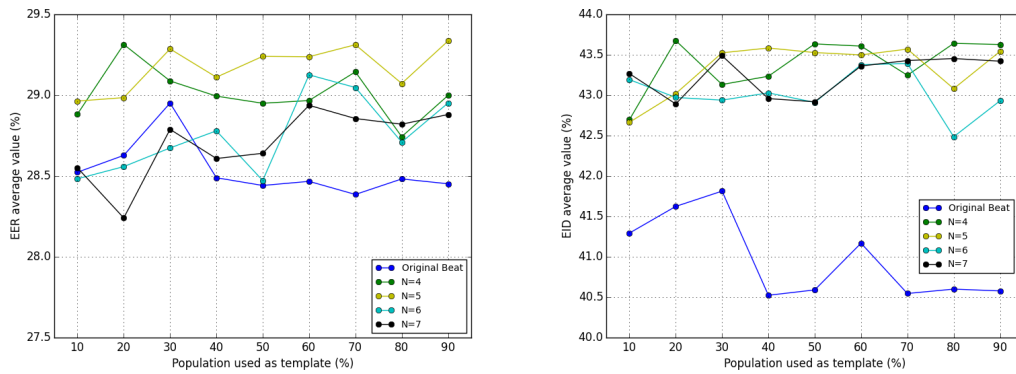 29.5
29.0
28.5
28.0
27.5
EER average value (%)
10 20 30 40 50 60 70 80 90
Population used as template (%)
Original Beat
N=4
N=5
N=6
N=7
44.0
43.5
43.0
42.5
42.0
41.5
41.0
40.5
40.0
EID average value (%)
10 20 30 40 50 60 70 80 90
Population used as template (%)
Original Beat
N=4
N=5
N=6
N=7